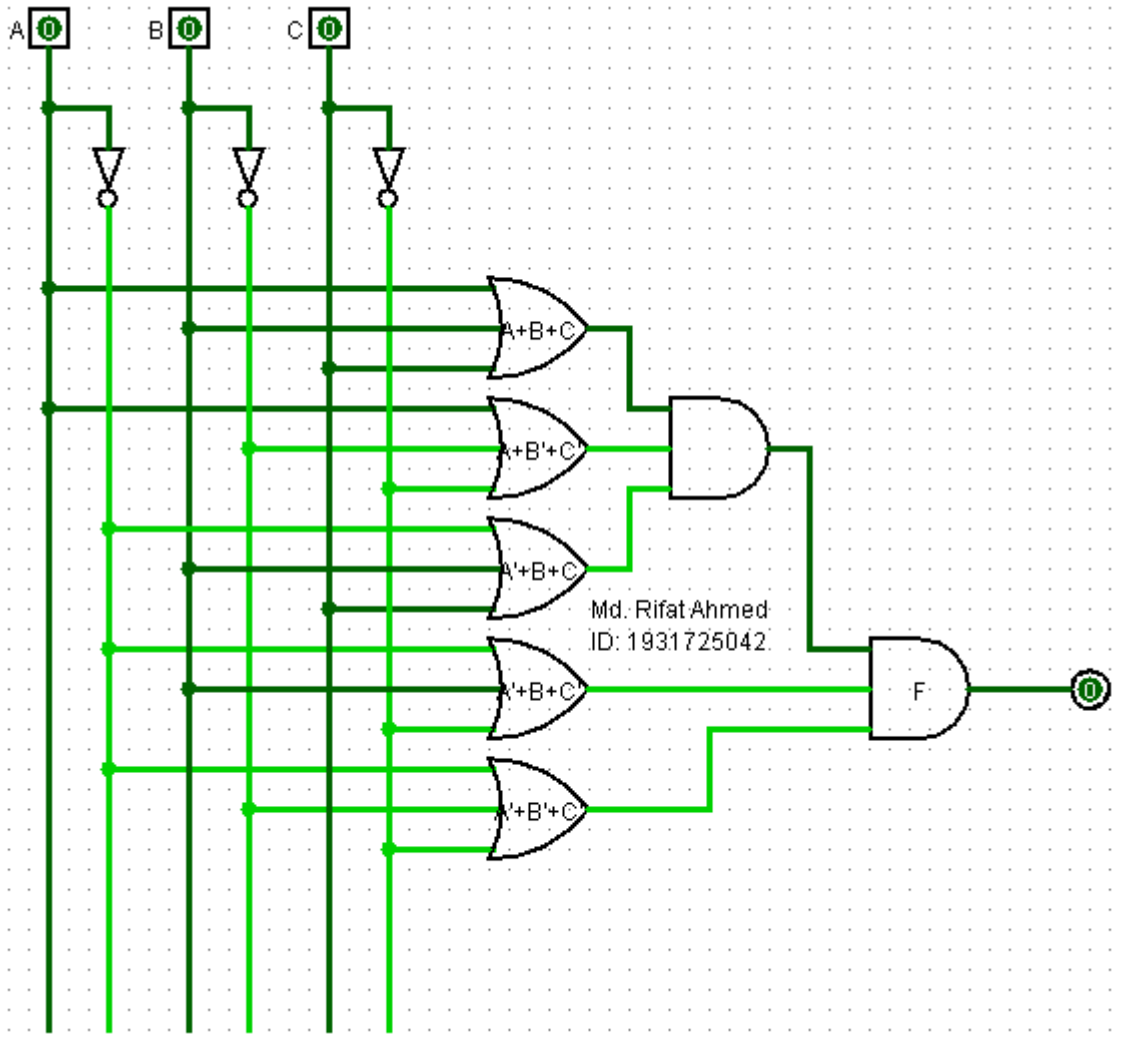 A 0 B 0 C 0
A+B+C
A+B'+C'
A'+B+C
Md. Rifat Ahmed
ID: 1931725042
A'+B+C'
F 0
A'+B'+C'